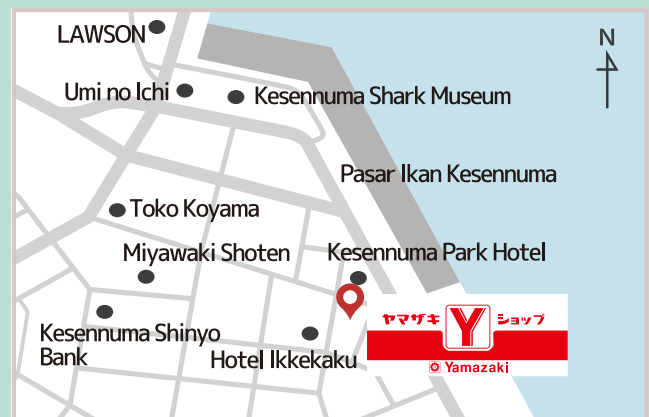 LAWSON
N
Umi no Ichi
Kesennuma Shark Museum
Pasar Ikan Kesennuma
Toko Koyama
Miyawaki Shoten
Kesennuma Park Hotel
ヤマザキ Y ショップ
Yamazaki
Kesennuma Shinyo
Bank
Hotel Ikkekaku